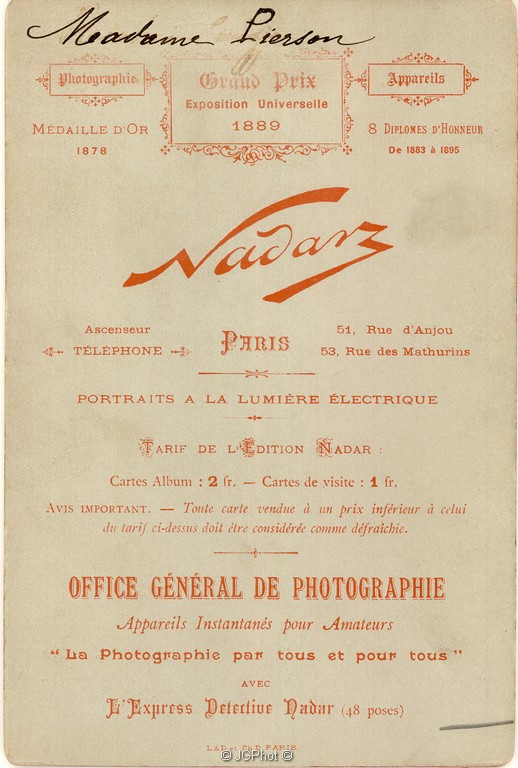 Madame Pierson
Photographie
Grand Prix
Appareils
Exposition Universelle
1889
MÉDAILLE D'OR
1878
8 DIPLOMES D'HONNEUR
DE 1883 à 1895
Nadar
Ascenseur
TÉLÉPHONE
PARIS
51, Rue d'Anjou
53, Rue des Mathurins
PORTRAITS A LA LUMIÈRE ÉLECTRIQUE
TARIF DE L'EDITION NADAR :
Cartes Album : 2 fr. — Cartes de visite : 1 fr.
AVIS IMPORTANT. — Toute carte vendue à un prix inférieur à celui
du tarif ci-dessus doit être considérée comme défraîchie.
OFFICE GÉNÉRAL DE PHOTOGRAPHIE
Appareils Instantanés pour Amateurs
"La Photographie par tous et pour tous"
AVEC
L'Express Detective Nadar (48 poses)
PARIS
© JGPhot ©